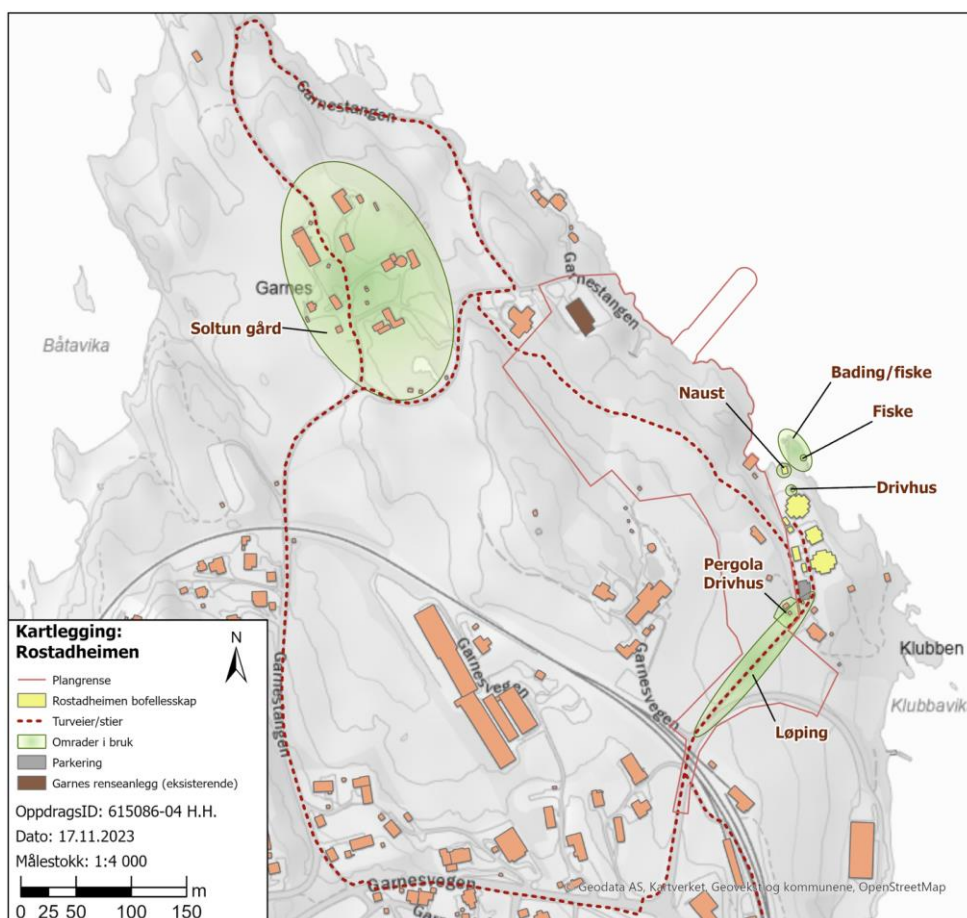 Garnestangen
Garnes
Soltun gård
Båtavika
Garnestangen
Bading/fiske
Naust
Fiske
Drivhus
Pergola
Drivhus
Klubben
Klubbavik
Løping
Garnesvegen
Garnesvegen
Garnestangen
Garnesvegen
Garnesvegen
Kartlegging:
Rostadheimen
N
Plangrense
Rostadheimen bofellesskap
Turveier/stier
Områder i bruk
Parkering
Garnes renseanlegg (eksisterende)
OppdragsID: 615086-04 H.H.
Dato: 17.11.2023
Målestokk: 1:4 000
m
0 25 50 100 150
Geodata AS, Kartverket, Geovekst og kommunene, OpenStreetMap